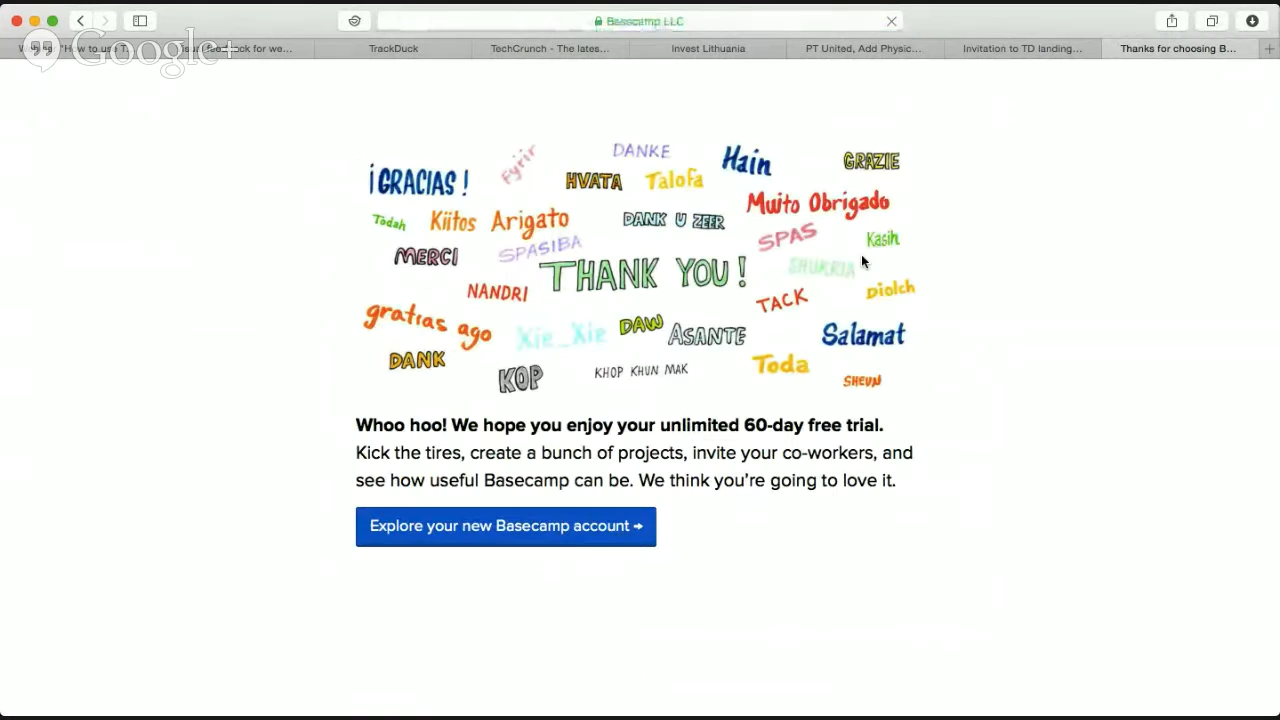 Basecamp LLC
Google+
TrackDuck
TechCrunch - The lates...
Invest Lithuania
PT United, Add Physic...
Invitation to TD landing...
Thanks for choosing B...
DANKE
Hain
GRAZIE
Fyrir
¡GRACIAS!
HVATA
Talofa
Muito Obrigado
Todah
Kiitos
Arigato
DANK U ZEER
SPAS
Kasih
MERCI
SPASIBA
THANK YOU!
SHUKRIA
NANDRI
TACK
Diolch
gratias ago
Xie_Xie
DAW
ASANTE
Salamat
DANK
KOP
KHOP KHUN MAK
Toda
SHEUN
Whoo hoo! We hope you enjoy your unlimited 60-day free trial.
Kick the tires, create a bunch of projects, invite your co-workers, and
see how useful Basecamp can be. We think you're going to love it.
Explore your new Basecamp account →